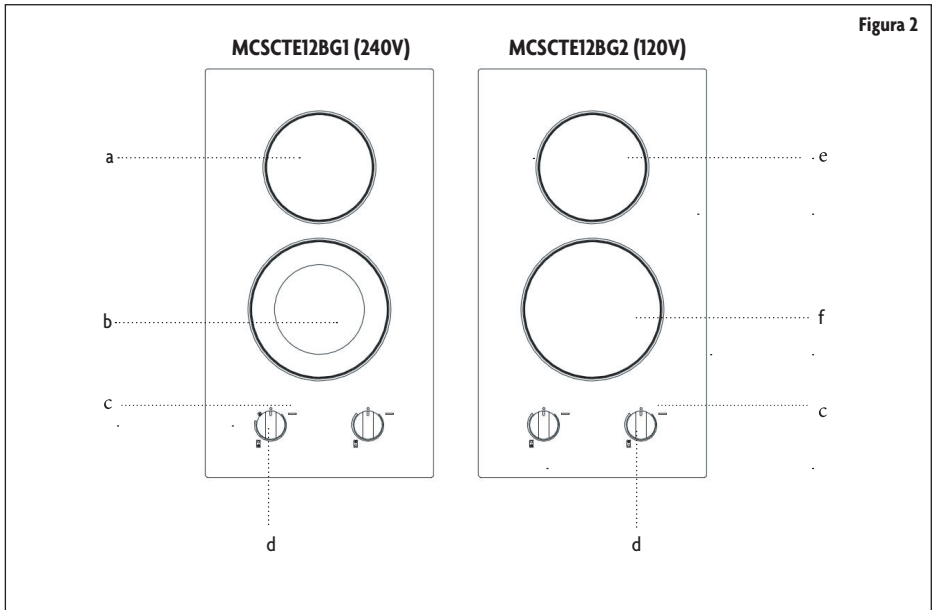 Figura 2
MCSCTE12BG1 (240V)
MCSCTE12BG2 (120V)
a
e
b
f
c
c
d
d